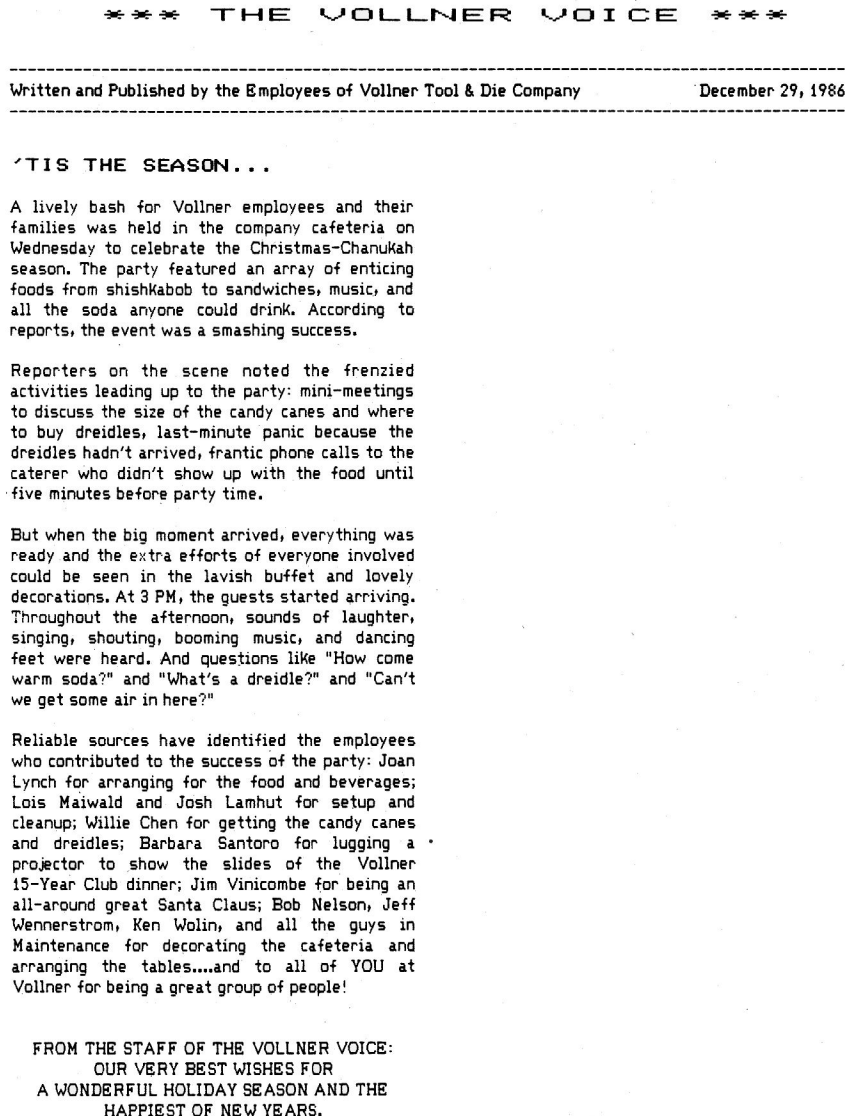 *** THE VOLLNER VOICE ***
Written and Published by the Employees of Vollner Tool & Die Company December 29, 1986
'TIS THE SEASON...
A lively bash for Vollner employees and their
families was held in the company cafeteria on
Wednesday to celebrate the Christmas-Chanukah
season. The party featured an array of enticing
foods from shishkabob to sandwiches, music, and
all the soda anyone could drink. According to
reports, the event was a smashing success.
Reporters on the scene noted the frenzied
activities leading up to the party: mini-meetings
to discuss the size of the candy canes and where
to buy dreidles, last-minute panic because the
dreidles hadn't arrived, frantic phone calls to the
caterer who didn't show up with the food until
five minutes before party time.
But when the big moment arrived, everything was
ready and the extra efforts of everyone involved
could be seen in the lavish buffet and lovely
decorations. At 3 PM, the guests started arriving.
Throughout the afternoon, sounds of laughter,
singing, shouting, booming music, and dancing
feet were heard. And questions like "How come
warm soda?" and "What's a dreidle?" and "Can't
we get some air in here?"
Reliable sources have identified the employees
who contributed to the success of the party: Joan
Lynch for arranging for the food and beverages;
Lois Maiwald and Josh Lamhut for setup and
cleanup; Willie Chen for getting the candy canes
and dreidles; Barbara Santoro for lugging a
projector to show the slides of the Vollner
15-Year Club dinner; Jim Vinicombe for being an
all-around great Santa Claus; Bob Nelson, Jeff
Wennerstrom, Ken Wolin, and all the guys in
Maintenance for decorating the cafeteria and
arranging the tables....and to all of YOU at
Vollner for being a great group of people!
FROM THE STAFF OF THE VOLLNER VOICE:
OUR VERY BEST WISHES FOR
A WONDERFUL HOLIDAY SEASON AND THE
HAPPIEST OF NEW YEARS.